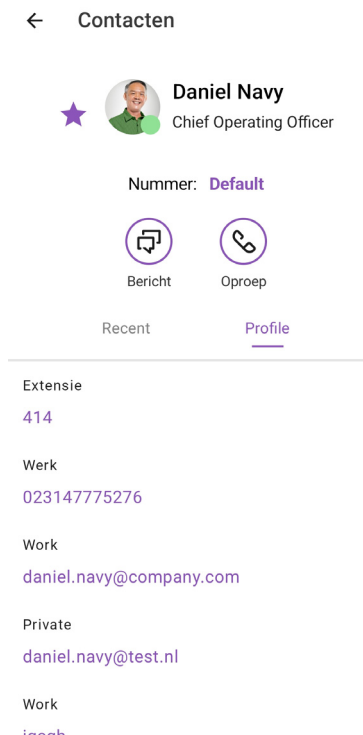 Contacten
Daniel Navy
Chief Operating Officer
Nummer: Default
Bericht Oproep
Recent Profile
Extensie
414
Werk
023147775276
Work
daniel.navy@company.com
Private
daniel.navy@test.nl
Work